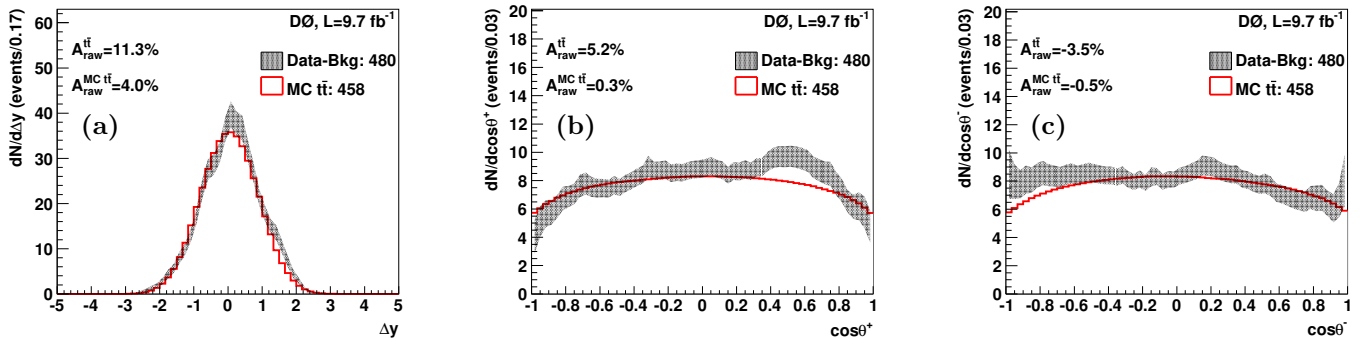 dN/dΔy (events/0.17)
60
50
40
30
20
10
0
DØ, L=9.7 fb⁻¹
A_raw^tt̄=11.3%
A_raw^MC tt̄=4.0%
Data-Bkg: 480
MC tt̄: 458
(a)
-5 -4 -3 -2 -1 0 1 2 3 4 5
Δy
dN/dcosθ⁺ (events/0.03)
20
18
16
14
12
10
8
6
4
2
0
DØ, L=9.7 fb⁻¹
A_raw^tt̄=5.2%
A_raw^MC tt̄=0.3%
Data-Bkg: 480
MC tt̄: 458
(b)
-1 -0.8 -0.6 -0.4 -0.2 0 0.2 0.4 0.6 0.8 1
cosθ⁺
dN/dcosθ⁻ (events/0.03)
20
18
16
14
12
10
8
6
4
2
0
DØ, L=9.7 fb⁻¹
A_raw^tt̄=-3.5%
A_raw^MC tt̄=-0.5%
Data-Bkg: 480
MC tt̄: 458
(c)
-1 -0.8 -0.6 -0.4 -0.2 0 0.2 0.4 0.6 0.8 1
cosθ⁻